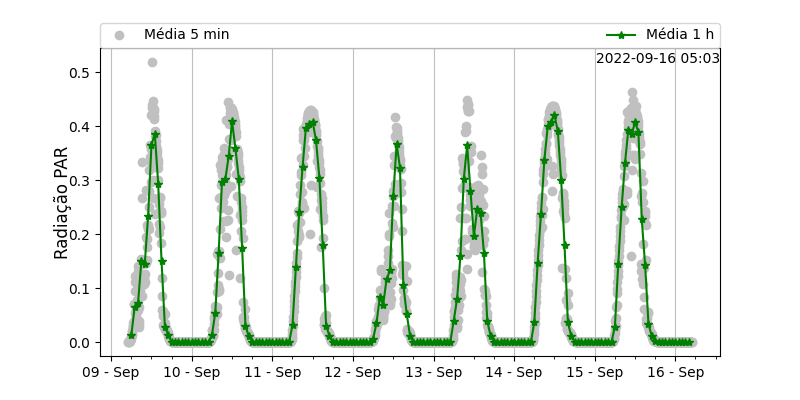 Média 5 min
Média 1 h
2022-09-16 05:03
Radiação PAR
0.5
0.4
0.3
0.2
0.1
0.0
09 - Sep
10 - Sep
11 - Sep
12 - Sep
13 - Sep
14 - Sep
15 - Sep
16 - Sep